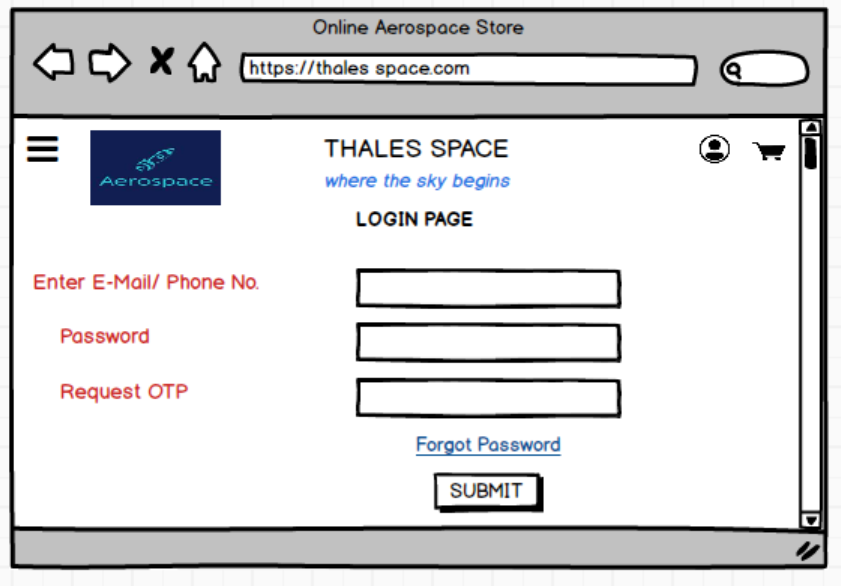 Online Aerospace Store
https://thales space.com
Aerospace
THALES SPACE
where the sky begins
LOGIN PAGE
Enter E-Mail/ Phone No.
Password
Request OTP
Forgot Password
SUBMIT